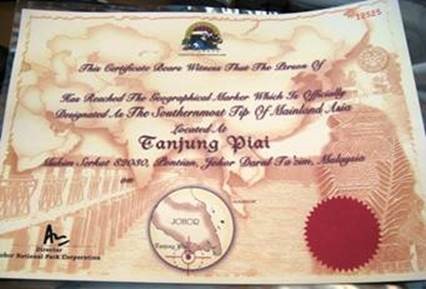 12525
This Certificate Bears Witness That The Person Of
Has Reached The Geographical Marker Which Is Officially
Designated As The Southernmost Tip Of Mainland Asia
Located At
Tanjung Piai
Mukim Serkat 82030, Pontian, Johor Darul Ta'zim, Malaysia
on
JOHOR
Tanjung Piai
Director
Johor National Park Corporation